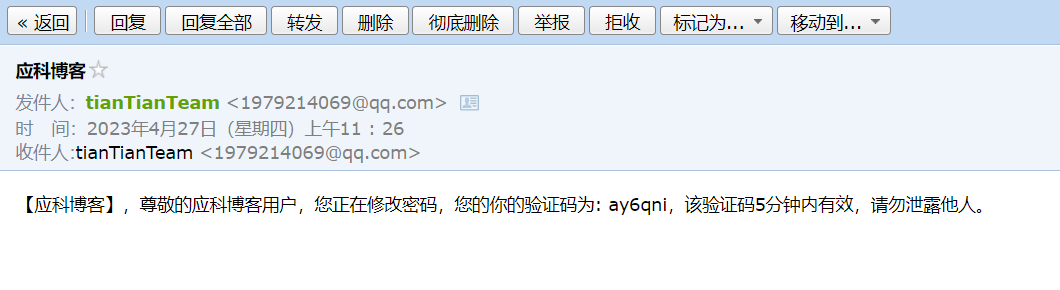 « 返回 回复 回复全部 转发 删除 彻底删除 举报 拒收 标记为... 移动到...
应科博客
发件人：tianTianTeam <1979214069@qq.com>
时 间：2023年4月27日（星期四）上午11：26
收件人:tianTianTeam <1979214069@qq.com>
【应科博客】，尊敬的应科博客用户，您正在修改密码，您的你的验证码为: ay6qni，该验证码5分钟内有效，请勿泄露他人。